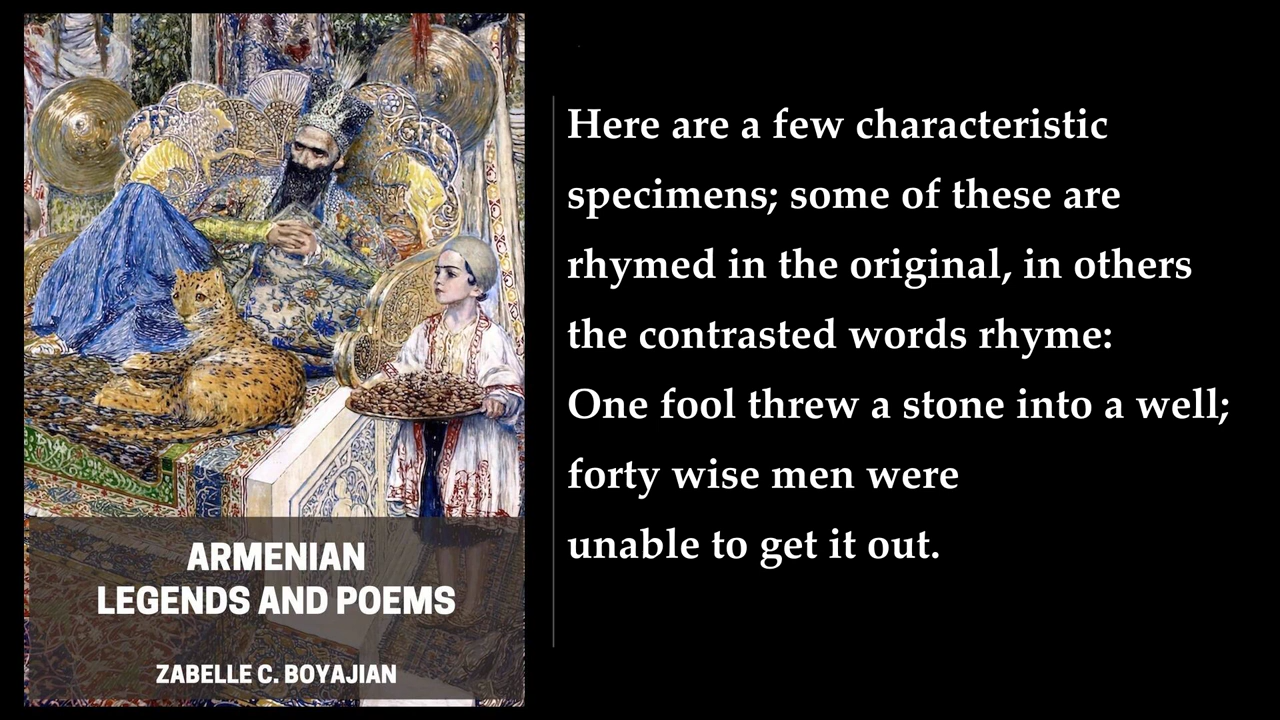 ARMENIAN
LEGENDS AND POEMS
ZABELLE C. BOYAJIAN
Here are a few characteristic
specimens; some of these are
rhymed in the original, in others
the contrasted words rhyme:
One fool threw a stone into a well;
forty wise men were
unable to get it out.